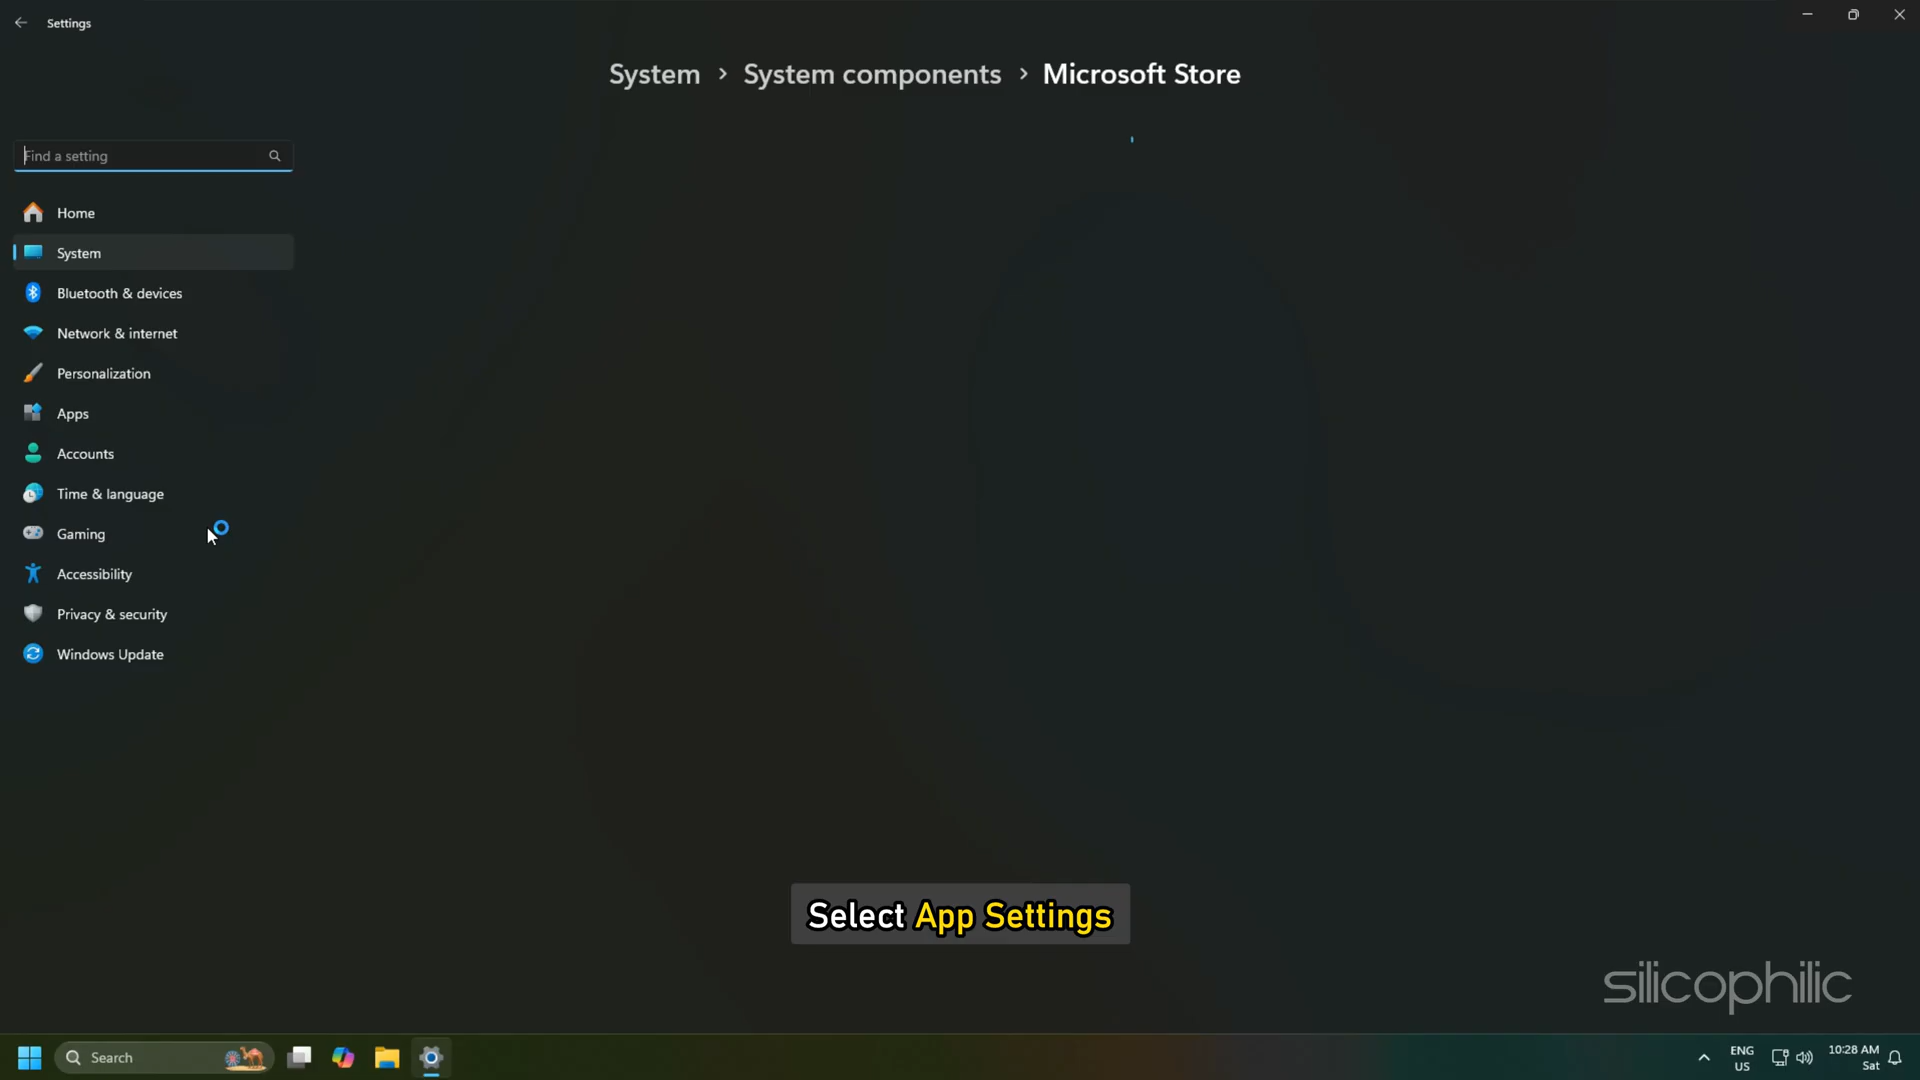 Settings
System > System components > Microsoft Store
Find a setting
Home
System
Bluetooth & devices
Network & internet
Personalization
Apps
Accounts
Time & language
Gaming
Accessibility
Privacy & security
Windows Update
Select App Settings
silicophilic
Search
ENG
US
10:28 AM
Sat